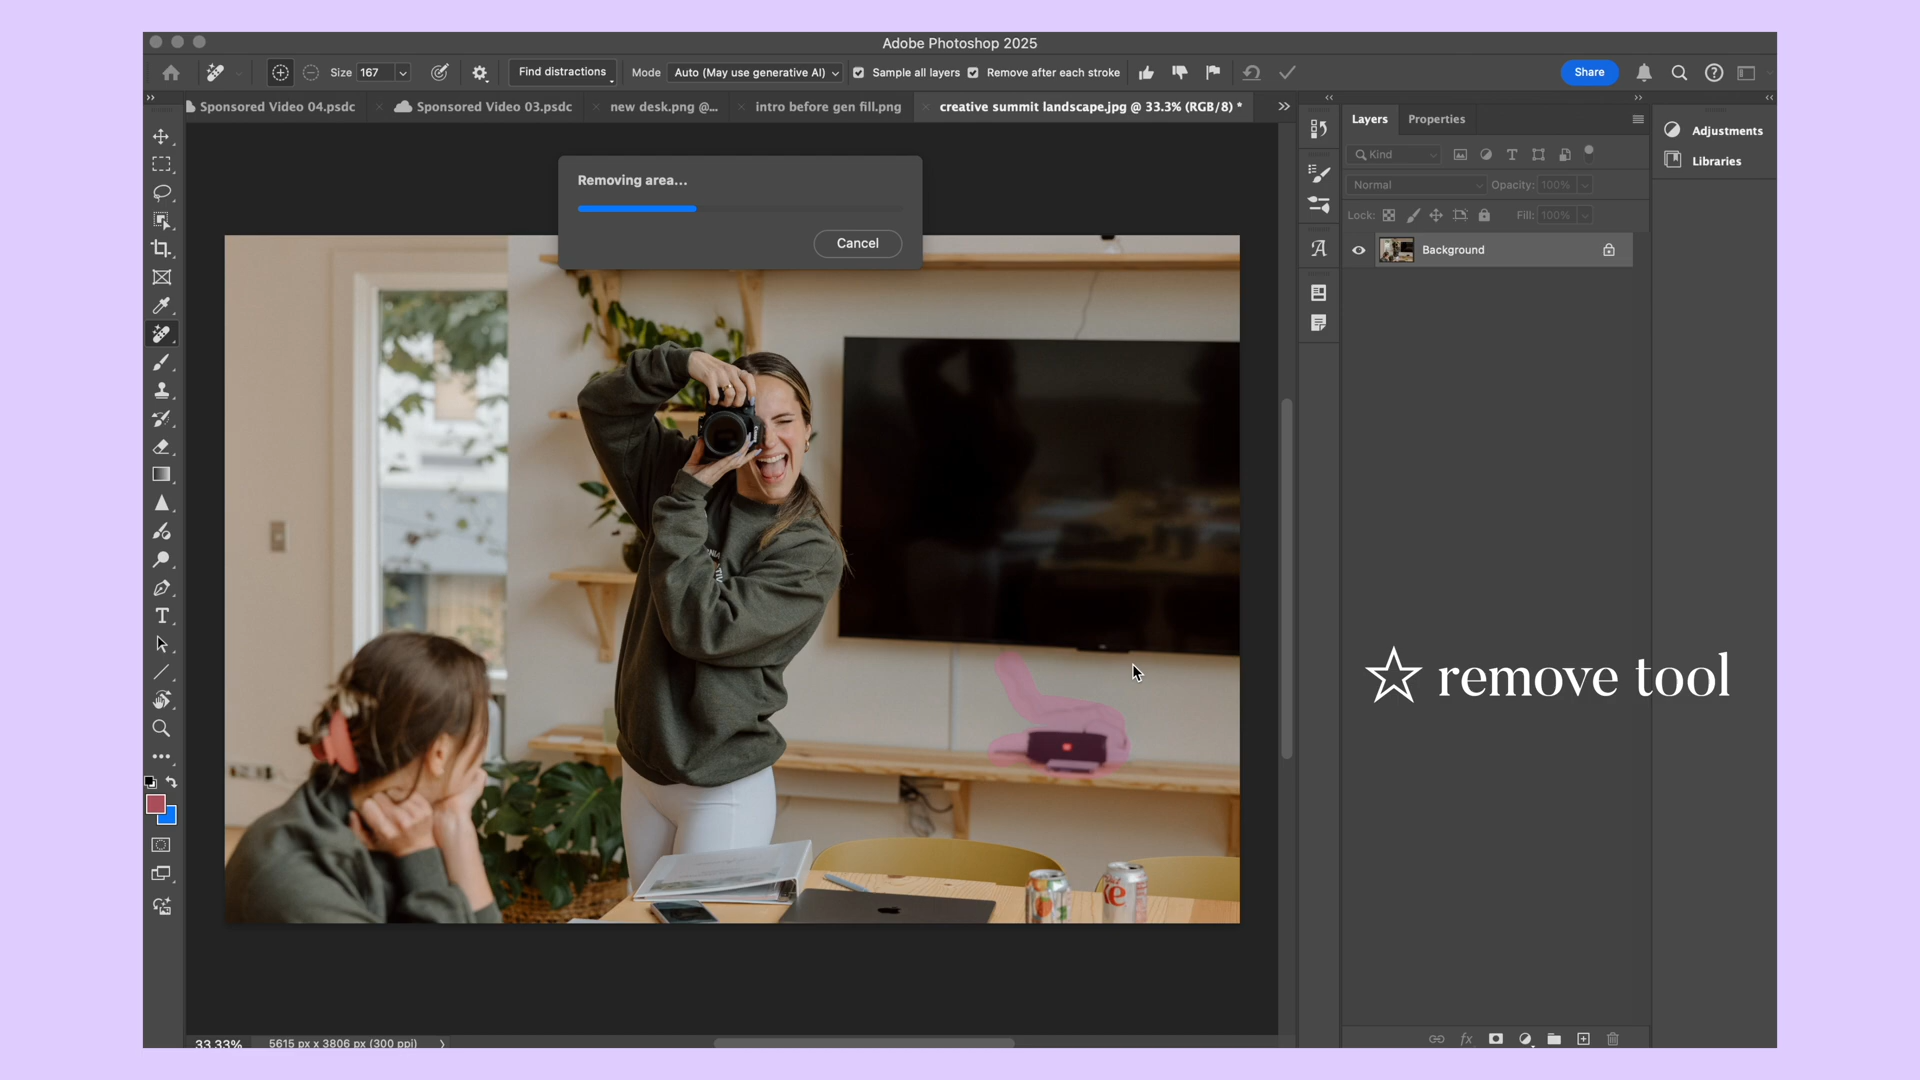 Adobe Photoshop 2025
Size 167 Find distractions Mode Auto (May use generative AI) Sample all layers Remove after each stroke Share
Sponsored Video 04.psdc Sponsored Video 03.psdc new desk.png @... intro before gen fill.png creative summit landscape.jpg @ 33.3% (RGB/8) *
Layers Properties
Adjustments
Libraries
Kind
Normal Opacity: 100%
Lock: Fill: 100%
Background
Removing area...
Cancel
remove tool
33.33% 5615 px x 3806 px (300 ppi)